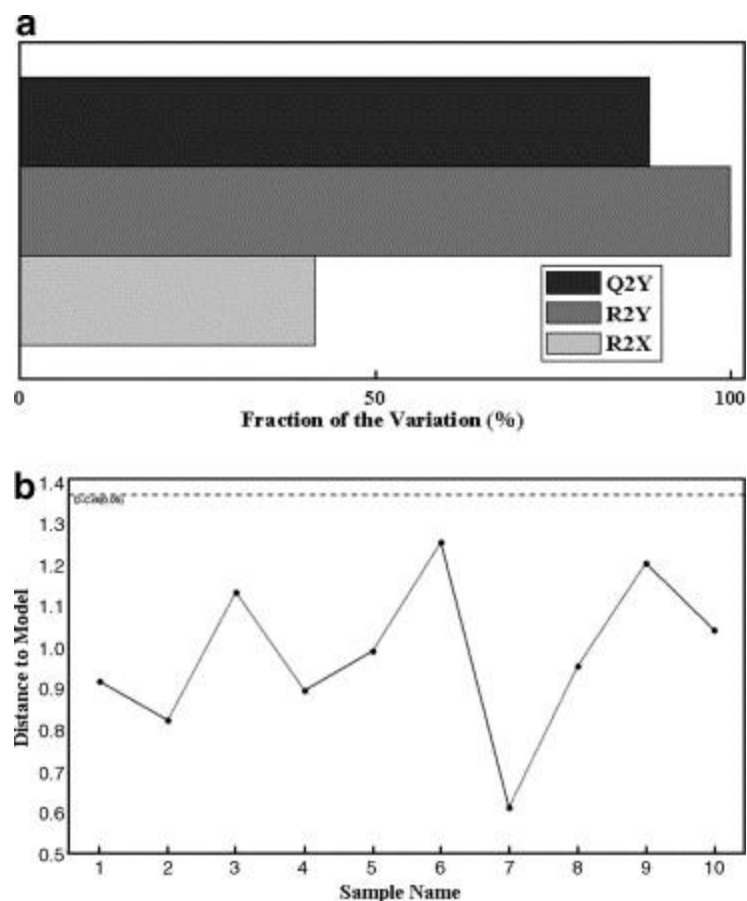 a
Q2Y
R2Y
R2X
0 50 100
Fraction of the Variation (%)
b
1.4
1.3
1.2
1.1
1.0
0.9
0.8
0.7
0.6
0.5
Distance to Model
1 2 3 4 5 6 7 8 9 10
Sample Name